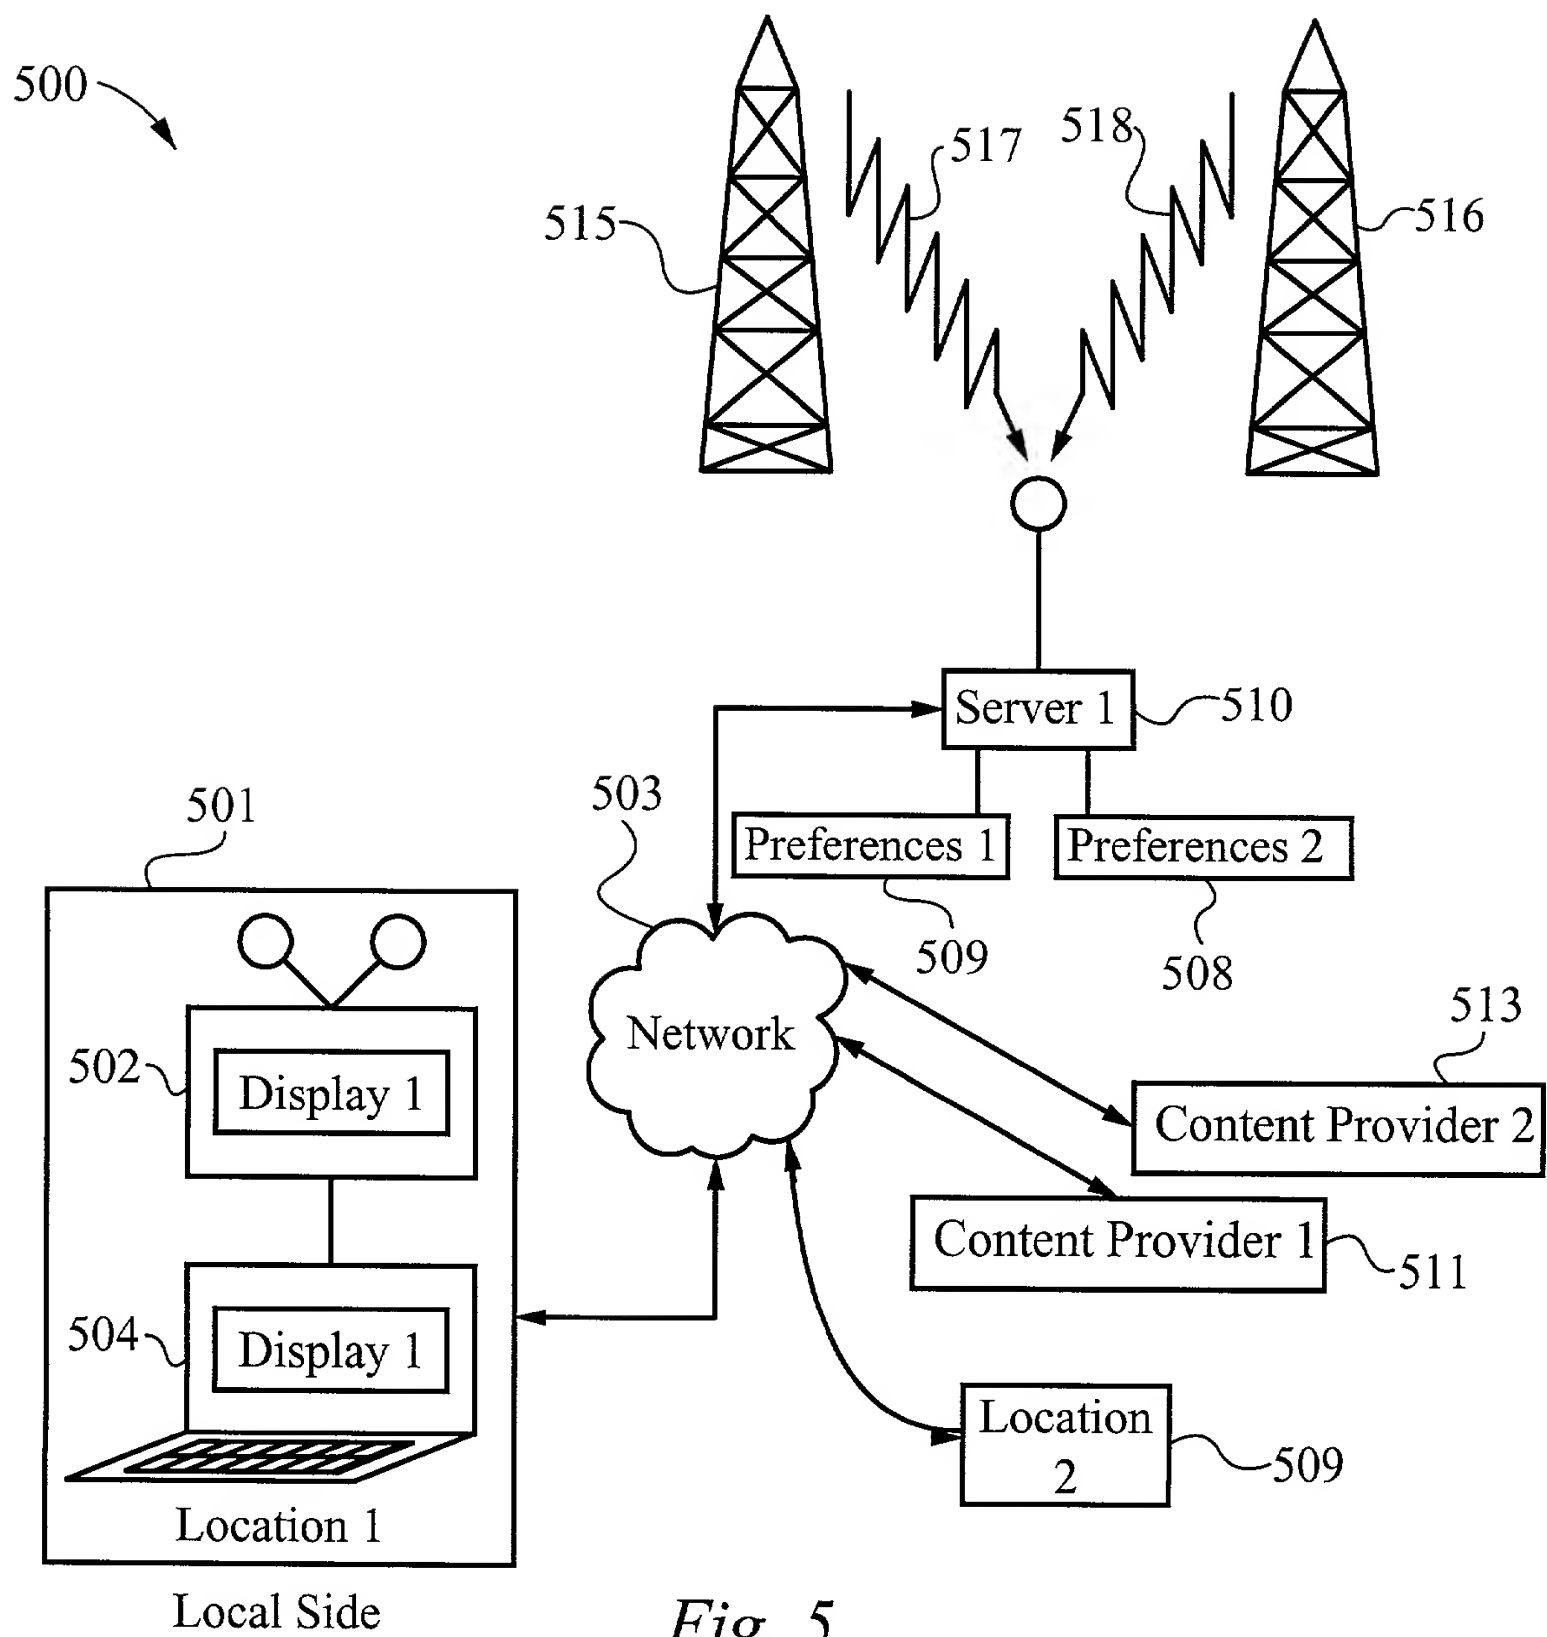 500
517
518
515
516
Server 1
510
503
501
Preferences 1
Preferences 2
509
508
513
Network
502
Display 1
Content Provider 2
Content Provider 1
511
504
Display 1
Location
2
509
Location 1
Local Side
Fig. 5